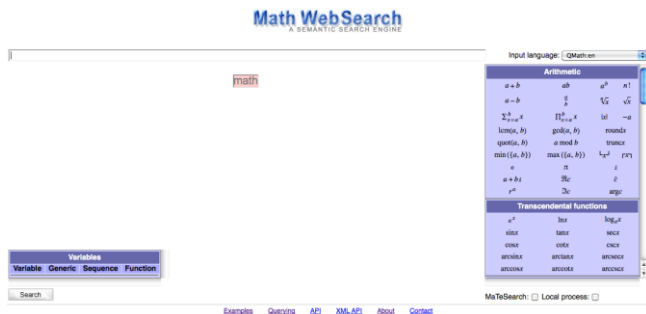 Math WebSearch
A SEMANTIC SEARCH ENGINE
Input language: QMath:en
math
Arithmetic
a + b ab a^b n!
a − b a/b ⁿ√x √x
Σ^b_{x=a} x Π^b_{x=a} x |x| −a
lcm(a, b) gcd(a, b) roundx
quot(a, b) a mod b truncx
min ({a, b}) max ({a, b}) ⌞x⌟ ⌜x⌝
e π i
a + b i ℜc c̄
ℑc argc
Transcendental functions
e^x lnx log_a x
sinx tanx secx
cosx cotx cscx
arcsinx arctanx arcsecx
arccosx arccotx arccscx
Variables
Variable Generic Sequence Function
Search
MaTeSearch: Local process:
Examples Querying API XML API About Contact